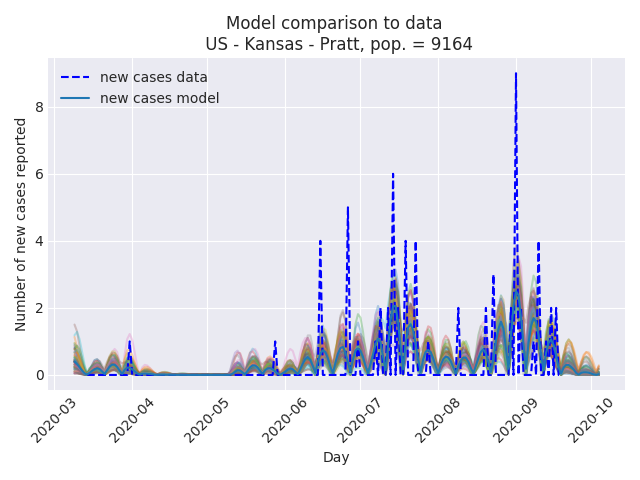 Model comparison to data
US - Kansas - Pratt, pop. = 9164
new cases data
new cases model
Number of new cases reported
8
6
4
2
0
2020-03
2020-04
2020-05
2020-06
2020-07
2020-08
2020-09
2020-10
Day